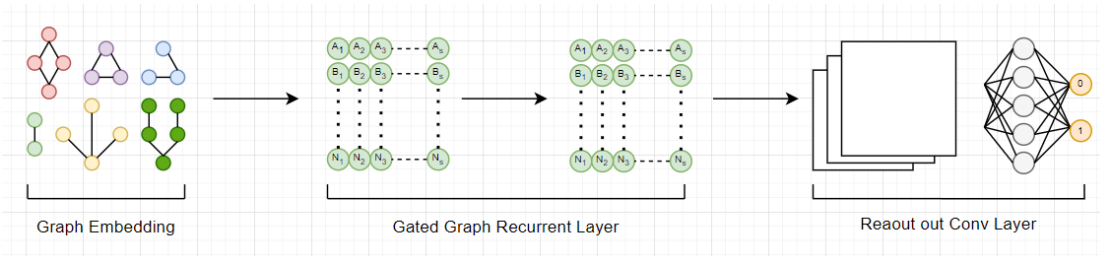 A1 A2 A3 As
B1 B2 B3 Bs
N1 N2 N3 Ns
A1 A2 A3 As
B1 B2 B3 Bs
N1 N2 N3 Ns
0
1
Graph Embedding
Gated Graph Recurrent Layer
Reaout out Conv Layer